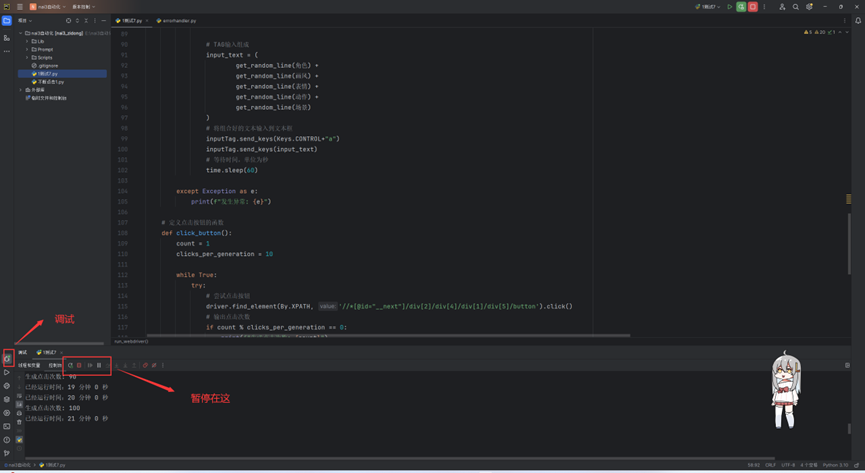 nai3自动化
版本控制
1测试7
项目
nai3自动化 [nai3_zidong]
Lib
Prompt
Scripts
.gitignore
1测试7.py
外部库
临时文件和控制台
1测试7.py
errorhander.py
89
90
# TAG输入组成
91
input_text = (
92
get_random_line(角色) +
93
get_random_line(画风) +
94
get_random_line(表情) +
95
get_random_line(动作) +
96
get_random_line(场景)
97
)
98
# 将组合好的文本输入到文本框
99
inputTag.send_keys(Keys.CONTROL+"a")
100
inputTag.send_keys(input_text)
101
# 等待时间，单位为秒
102
time.sleep(60)
103
104
except Exception as e:
105
print(f"发生异常: {e}")
106
107
# 定义点击按钮的函数
108
def click_button():
109
count = 1
110
clicks_per_generation = 10
111
112
while True:
113
try:
114
# 尝试点击按钮
115
driver.find_element(By.XPATH, value: '//*[@id="__next"]/div[2]/div[4]/div[1]/div[5]/button').click()
116
# 输出点击次数
117
if count % clicks_per_generation == 0:
run_webdriver()
调试
调试
1测试7
线程和变量
控制台
生成点击次数: 90
已经运行时间：19 分钟 0 秒
已经运行时间：20 分钟 0 秒
生成点击次数: 100
已经运行时间：21 分钟 0 秒
暂停在这
nai3自动化
1测试7.py
CRLF
UTF-8
4 个空格
Python 3.10